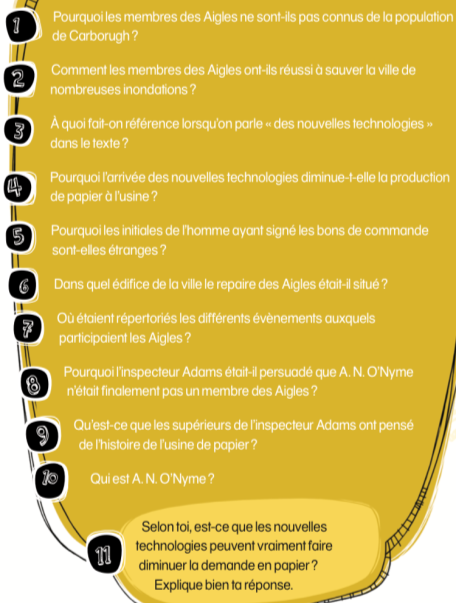 1 Pourquoi les membres des Aigles ne sont-ils pas connus de la population
de Carborugh ?
2 Comment les membres des Aigles ont-ils réussi à sauver la ville de
nombreuses inondations ?
3 À quoi fait-on référence lorsqu'on parle « des nouvelles technologies »
dans le texte ?
4 Pourquoi l'arrivée des nouvelles technologies diminue-t-elle la production
de papier à l'usine ?
5 Pourquoi les initiales de l'homme ayant signé les bons de commande
sont-elles étranges ?
6 Dans quel édifice de la ville le repaire des Aigles était-il situé ?
7 Où étaient répertoriés les différents évènements auxquels
participaient les Aigles ?
8 Pourquoi l'inspecteur Adams était-il persuadé que A. N. O'Nyme
n'était finalement pas un membre des Aigles ?
9 Qu'est-ce que les supérieurs de l'inspecteur Adams ont pensé
de l'histoire de l'usine de papier ?
10 Qui est A. N. O'Nyme ?
11 Selon toi, est-ce que les nouvelles
technologies peuvent vraiment faire
diminuer la demande en papier ?
Explique bien ta réponse.